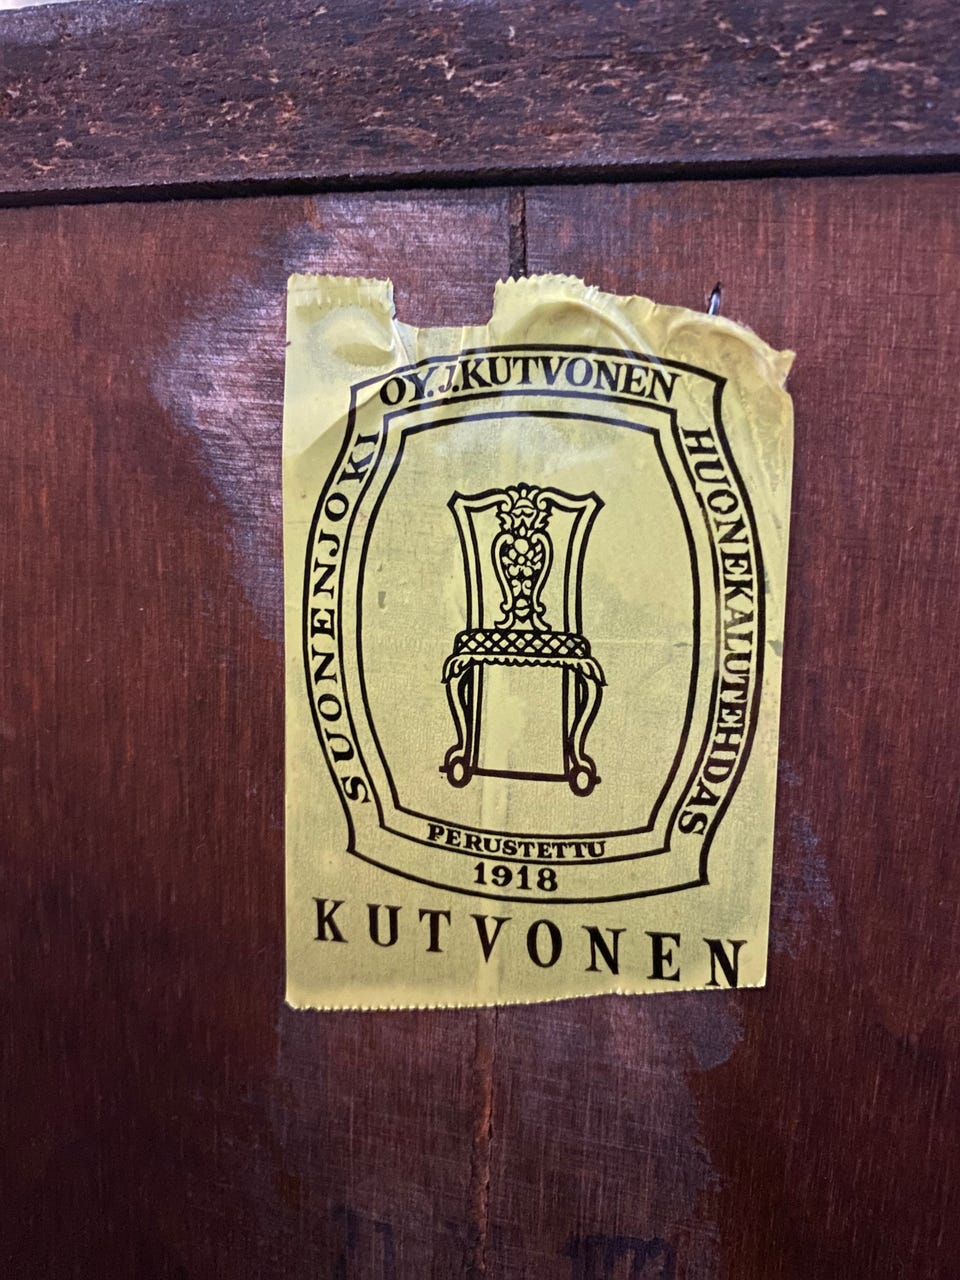 OY. J. KUTVONEN
HUONEKALUTEHDAS
SUONENJOKI
PERUSTETTU
1918
KUTVONEN